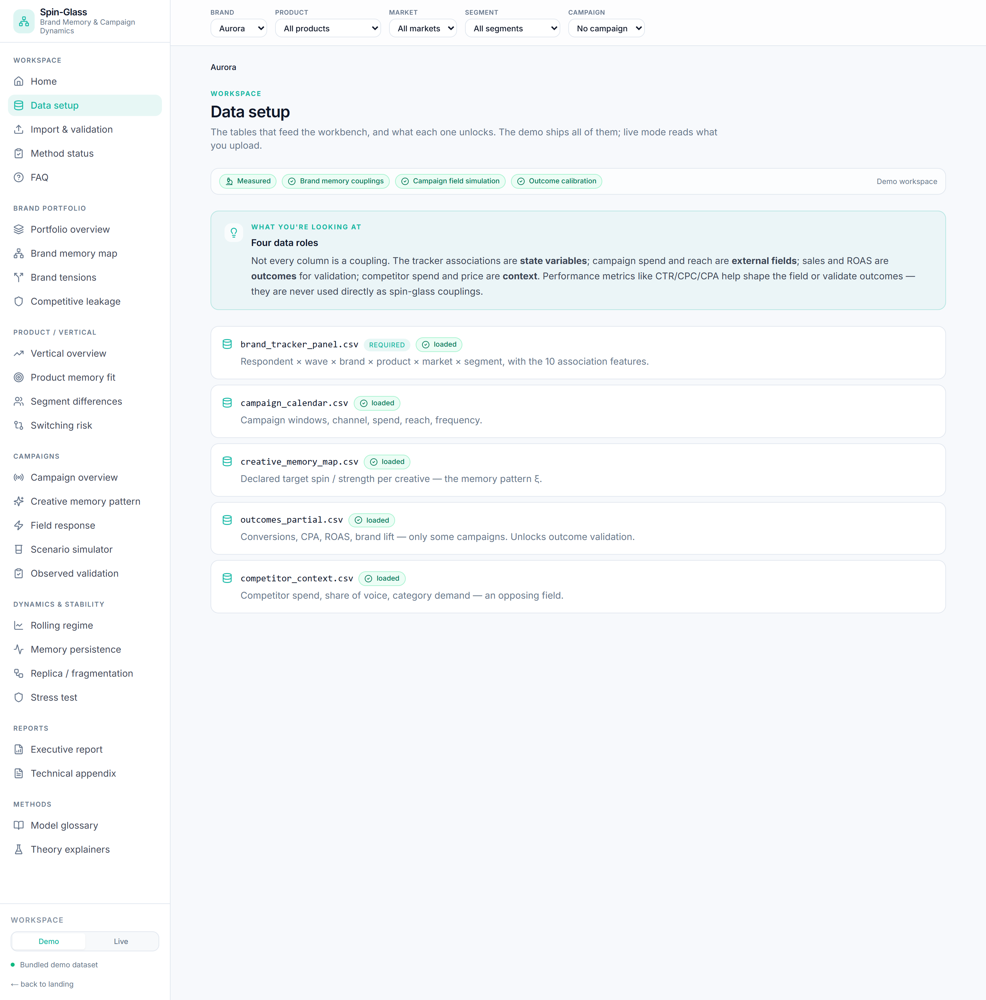 Spin-Glass
Brand Memory & Campaign
Dynamics
WORKSPACE
Home
Data setup
Import & validation
Method status
FAQ
BRAND PORTFOLIO
Portfolio overview
Brand memory map
Brand tensions
Competitive leakage
PRODUCT / VERTICAL
Vertical overview
Product memory fit
Segment differences
Switching risk
CAMPAIGNS
Campaign overview
Creative memory pattern
Field response
Scenario simulator
Observed validation
DYNAMICS & STABILITY
Rolling regime
Memory persistence
Replica / fragmentation
Stress test
REPORTS
Executive report
Technical appendix
METHODS
Model glossary
Theory explainers
WORKSPACE
Demo Live
Bundled demo dataset
← back to landing
BRAND PRODUCT MARKET SEGMENT CAMPAIGN
Aurora All products All markets All segments No campaign
Aurora
WORKSPACE
Data setup
The tables that feed the workbench, and what each one unlocks. The demo ships all of them; live mode reads what
you upload.
Measured Brand memory couplings Campaign field simulation Outcome calibration Demo workspace
WHAT YOU'RE LOOKING AT
Four data roles
Not every column is a coupling. The tracker associations are state variables; campaign spend and reach are external fields; sales and ROAS are
outcomes for validation; competitor spend and price are context. Performance metrics like CTR/CPC/CPA help shape the field or validate outcomes —
they are never used directly as spin-glass couplings.
brand_tracker_panel.csv REQUIRED loaded
Respondent × wave × brand × product × market × segment, with the 10 association features.
campaign_calendar.csv loaded
Campaign windows, channel, spend, reach, frequency.
creative_memory_map.csv loaded
Declared target spin / strength per creative — the memory pattern ξ.
outcomes_partial.csv loaded
Conversions, CPA, ROAS, brand lift — only some campaigns. Unlocks outcome validation.
competitor_context.csv loaded
Competitor spend, share of voice, category demand — an opposing field.